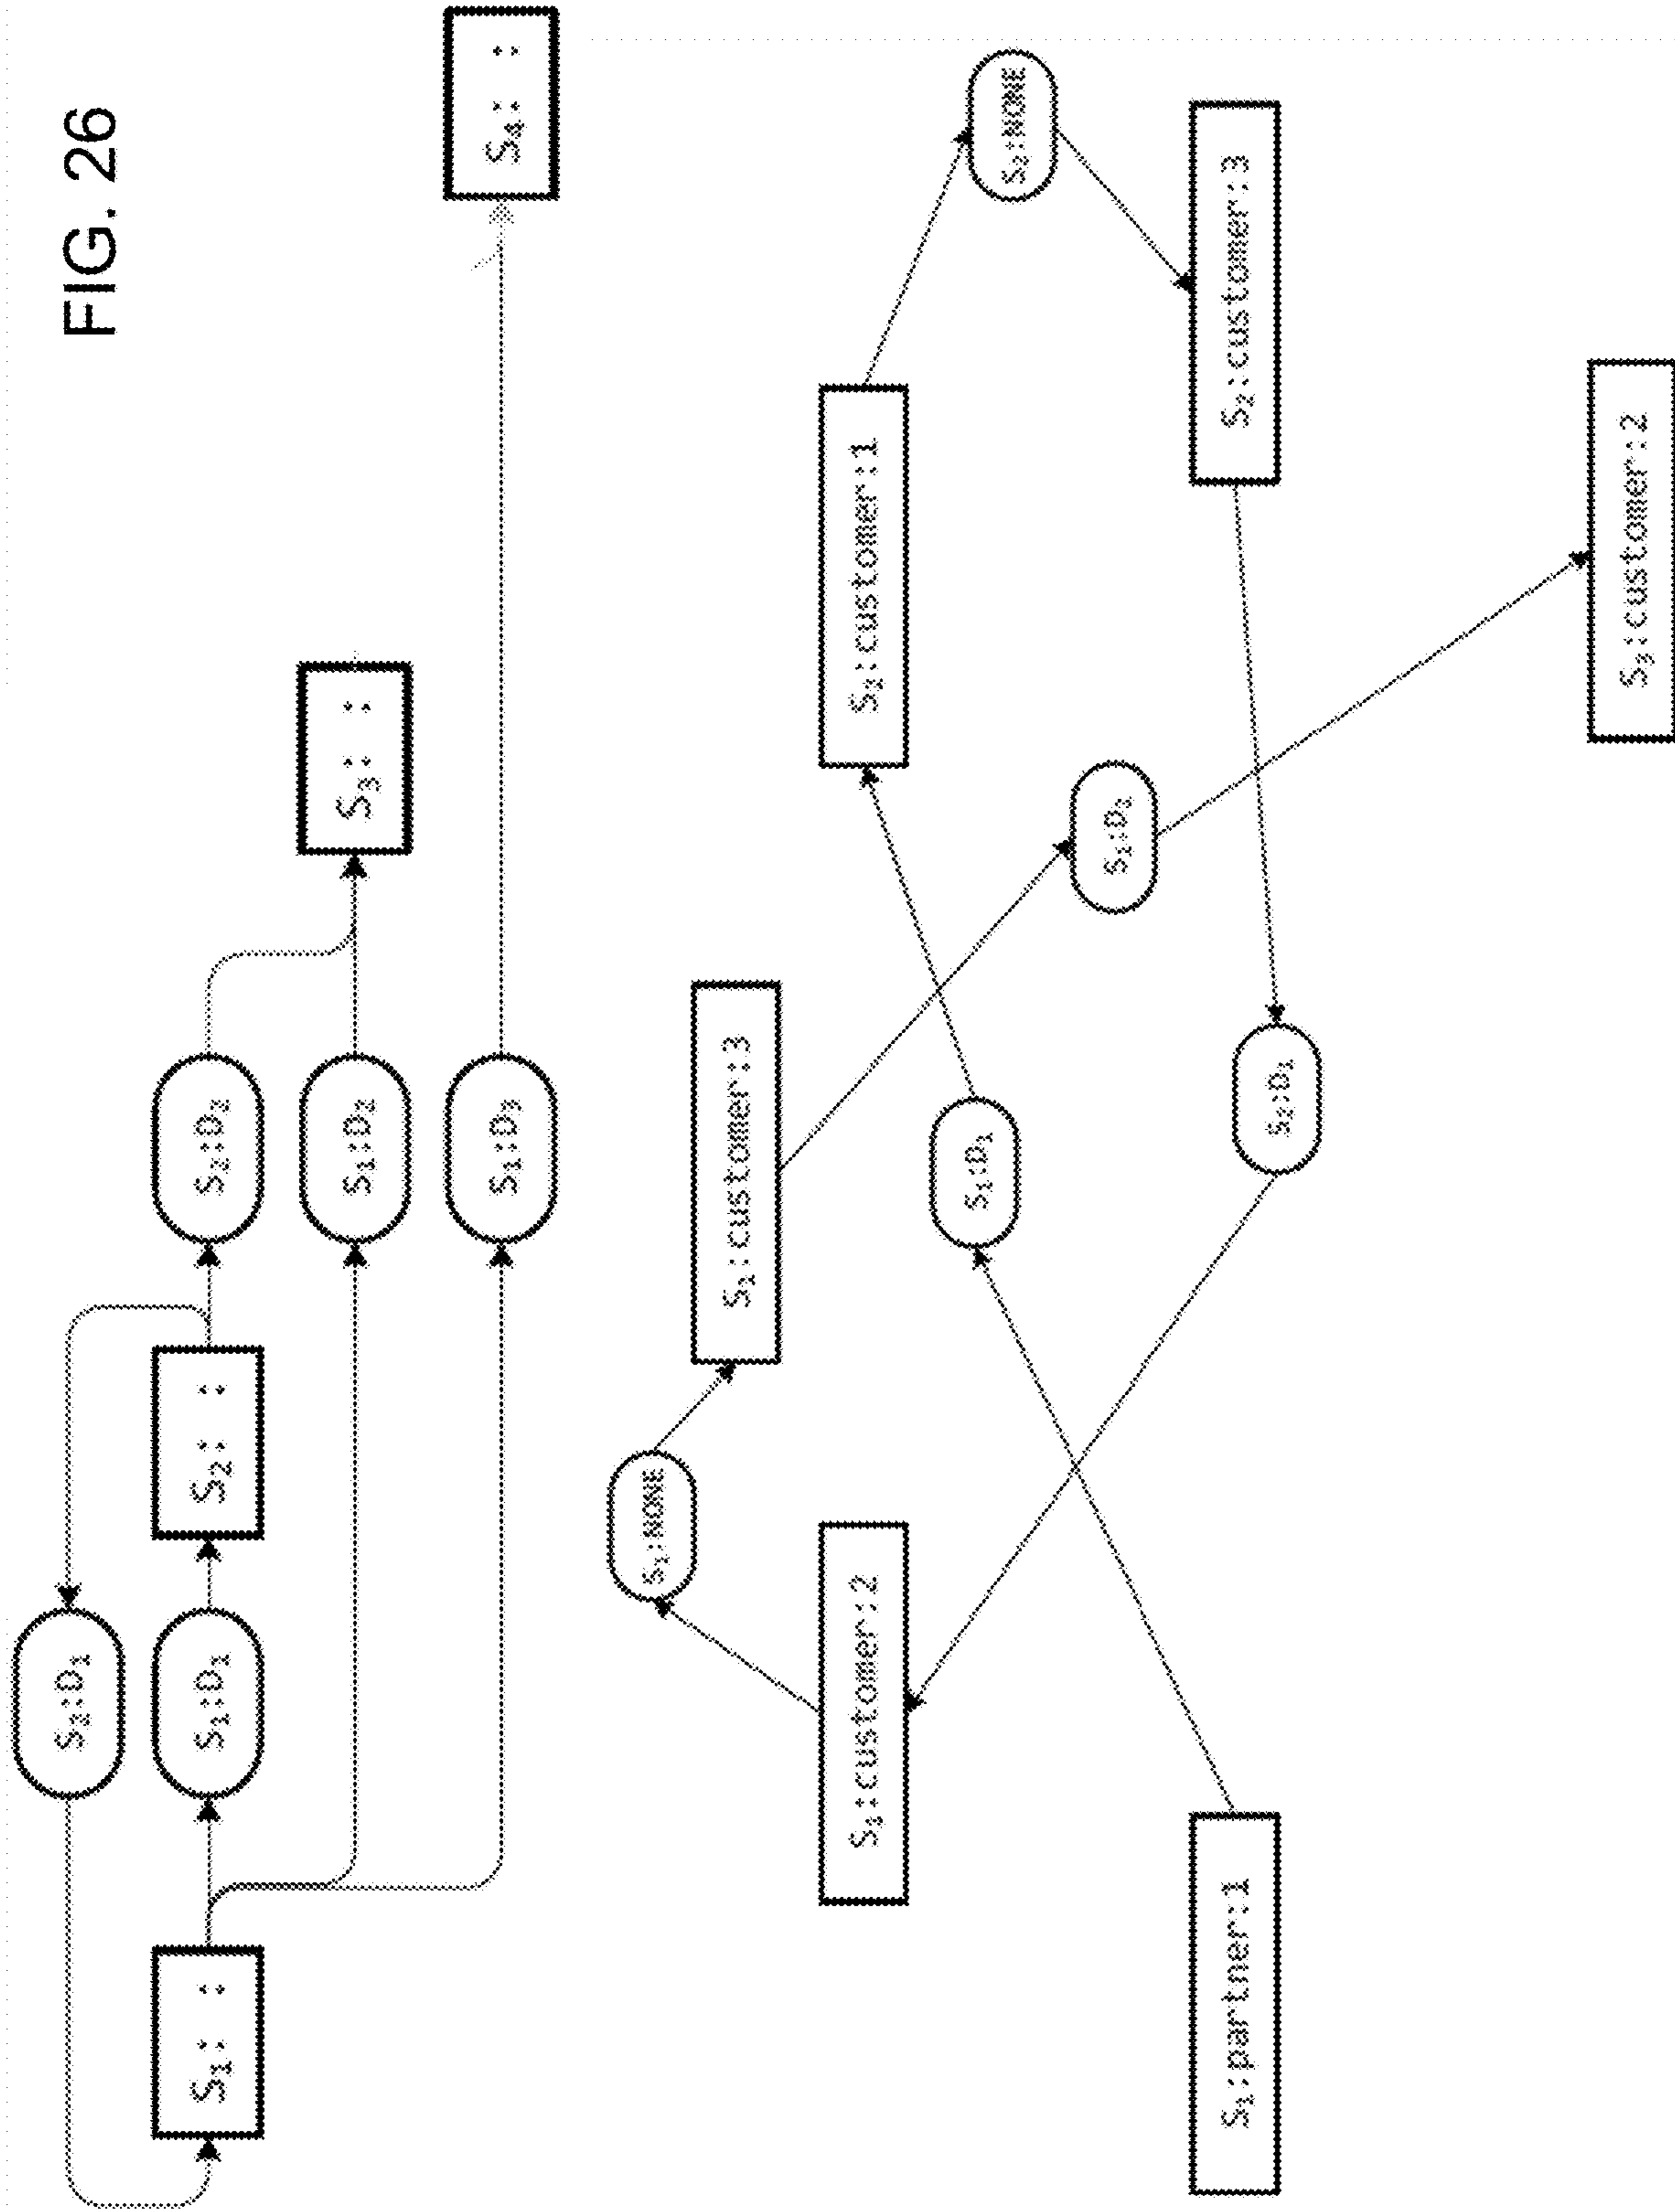 FIG. 26
S₂:D₁
S₁: :
S₁:D₁
S₂: :
S₂:D₂
S₁:D₂
S₃: :
S₁:D₃
S₄: :
S₁:NONE
S₁:customer:3
S₁:customer:2
S₂:customer:1
S₁:D₁
S₂:NONE
S₁:D₂
S₁:partner:1
S₂:customer:3
S₂:D₁
S₃:customer:2